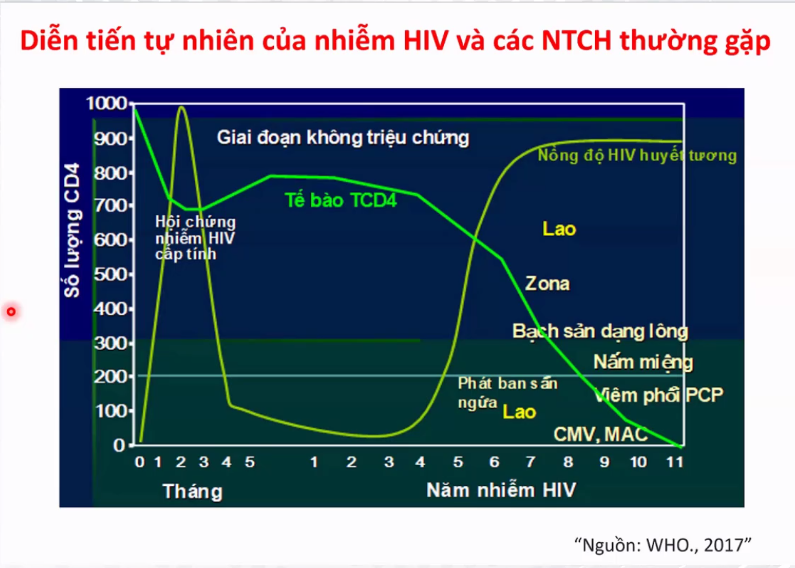 Diễn tiến tự nhiên của nhiễm HIV và các NTCH thường gặp
Số lượng CD4
1000
900
800
700
600
500
400
300
200
100
0
Giai đoạn không triệu chứng
Nồng độ HIV huyết tương
Tế bào TCD4
Hội chứng
nhiễm HIV
cấp tính
Lao
Zona
Bạch sản dạng lông
Nấm miệng
Phát ban sẩn
ngứa
Viêm phổi PCP
Lao
CMV, MAC
0 1 2 3 4 5 1 2 3 4 5 6 7 8 9 10 11
Tháng
Năm nhiễm HIV
“Nguồn: WHO., 2017”